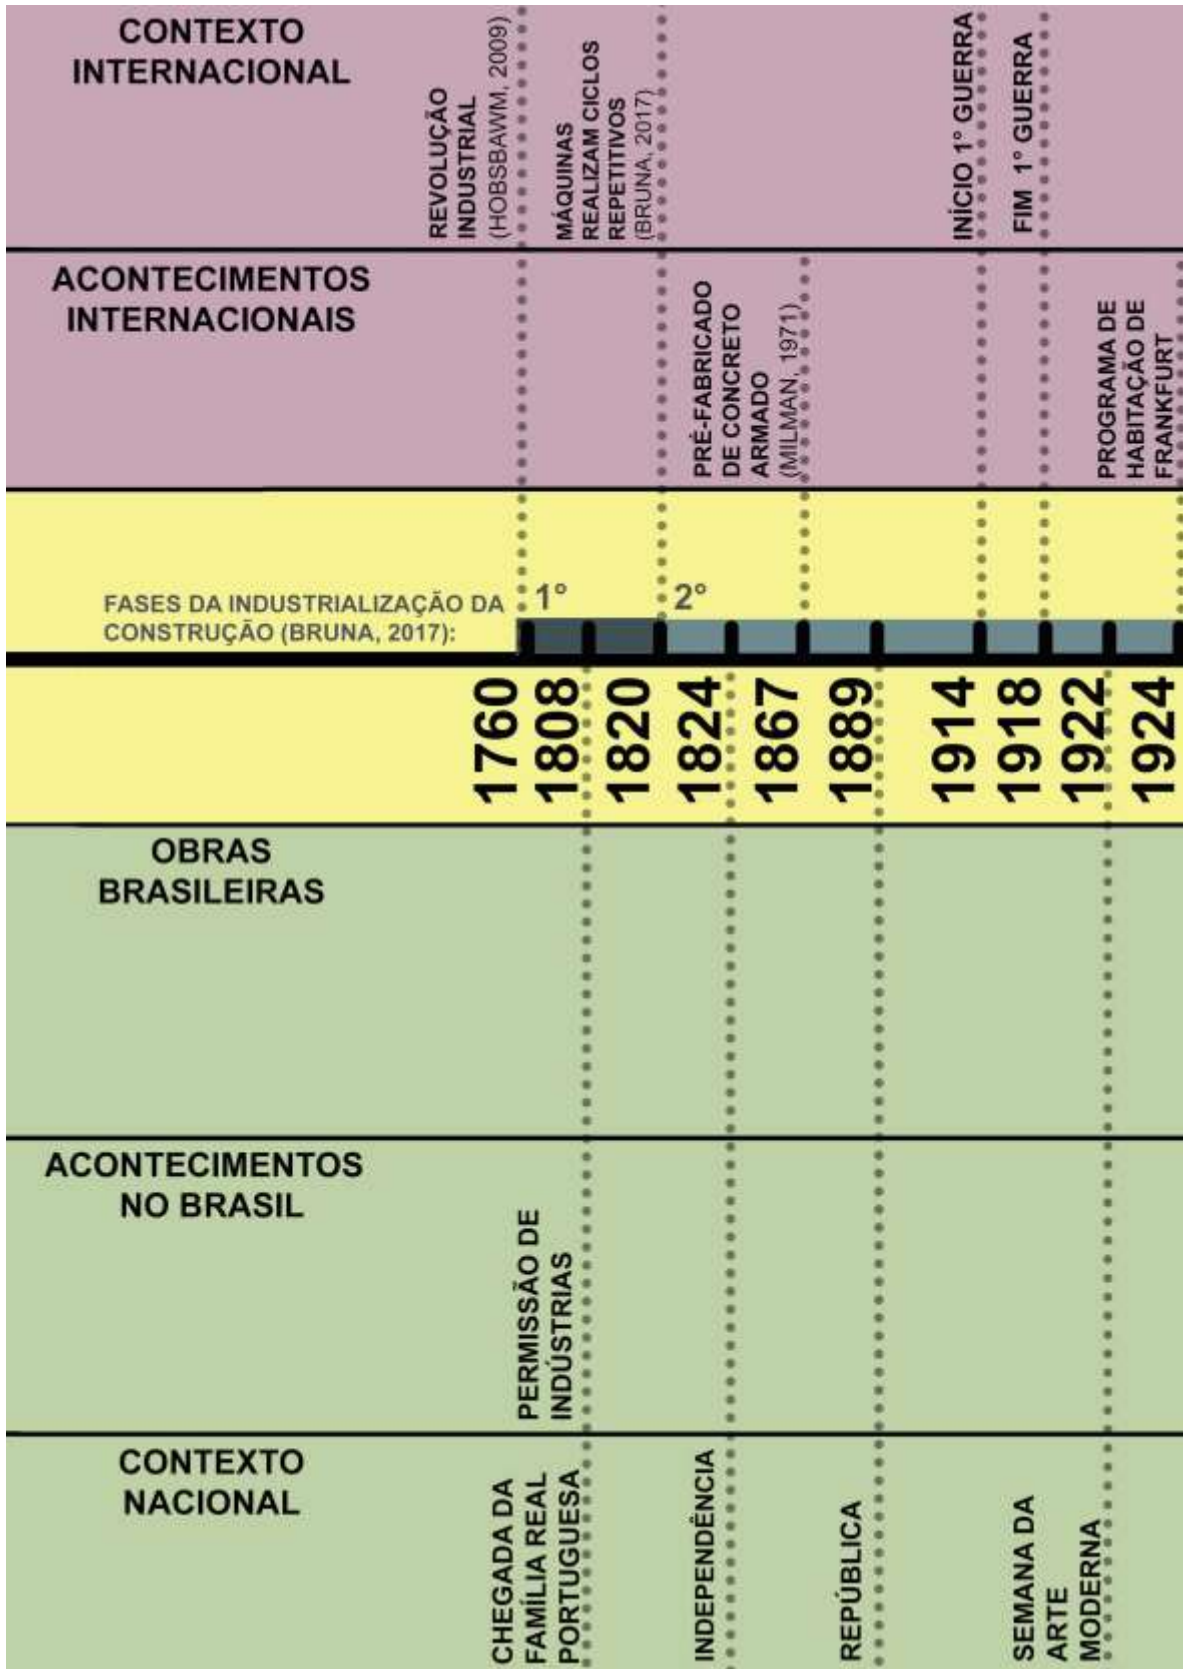 CONTEXTO
INTERNACIONAL
REVOLUÇÃO
INDUSTRIAL
(HOBSBAWM, 2009)
MÁQUINAS
REALIZAM CICLOS
REPETITIVOS
(BRUNA, 2017)
INÍCIO 1° GUERRA
FIM 1° GUERRA
ACONTECIMENTOS
INTERNACIONAIS
PRÉ-FABRICADO
DE CONCRETO
ARMADO
(MILMAN, 1971)
PROGRAMA DE
HABITAÇÃO DE
FRANKFURT
FASES DA INDUSTRIALIZAÇÃO DA
CONSTRUÇÃO (BRUNA, 2017):
1°
2°
1760
1808
1820
1824
1867
1889
1914
1918
1922
1924
OBRAS
BRASILEIRAS
ACONTECIMENTOS
NO BRASIL
PERMISSÃO DE
INDÚSTRIAS
CONTEXTO
NACIONAL
CHEGADA DA
FAMÍLIA REAL
PORTUGUESA
INDEPENDÊNCIA
REPÚBLICA
SEMANA DA
ARTE
MODERNA